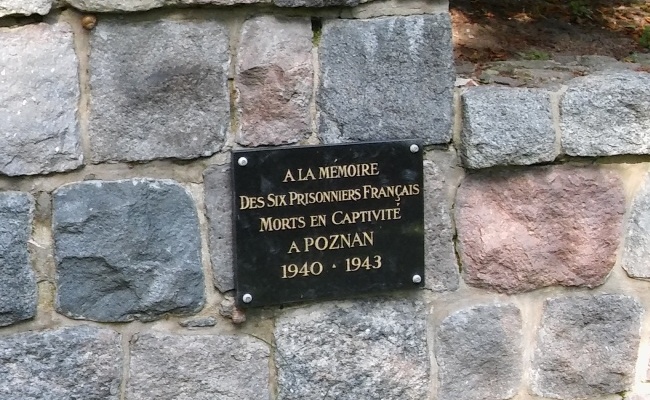 A LA MÉMOIRE
DES SIX PRISONNIERS FRANÇAIS
MORTS EN CAPTIVITÉ
A POZNAN
1940 · 1943